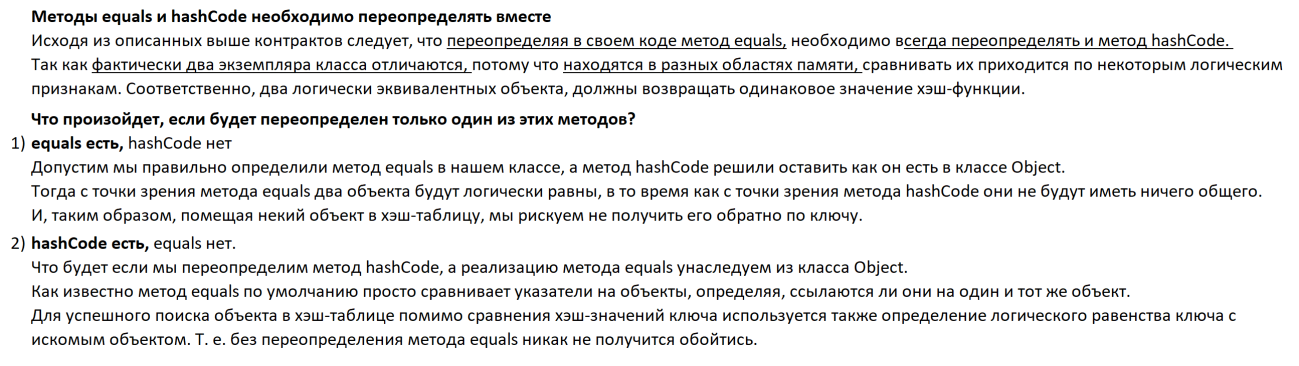 Методы equals и hashCode необходимо переопределять вместе
Исходя из описанных выше контрактов следует, что переопределяя в своем коде метод equals, необходимо всегда переопределять и метод hashCode.
Так как фактически два экземпляра класса отличаются, потому что находятся в разных областях памяти, сравнивать их приходится по некоторым логическим
признакам. Соответственно, два логически эквивалентных объекта, должны возвращать одинаковое значение хэш-функции.
Что произойдет, если будет переопределен только один из этих методов?
1) equals есть, hashCode нет
Допустим мы правильно определили метод equals в нашем классе, а метод hashCode решили оставить как он есть в классе Object.
Тогда с точки зрения метода equals два объекта будут логически равны, в то время как с точки зрения метода hashCode они не будут иметь ничего общего.
И, таким образом, помещая некий объект в хэш-таблицу, мы рискуем не получить его обратно по ключу.
2) hashCode есть, equals нет.
Что будет если мы переопределим метод hashCode, а реализацию метода equals унаследуем из класса Object.
Как известно метод equals по умолчанию просто сравнивает указатели на объекты, определяя, ссылаются ли они на один и тот же объект.
Для успешного поиска объекта в хэш-таблице помимо сравнения хэш-значений ключа используется также определение логического равенства ключа с
искомым объектом. Т. е. без переопределения метода equals никак не получится обойтись.